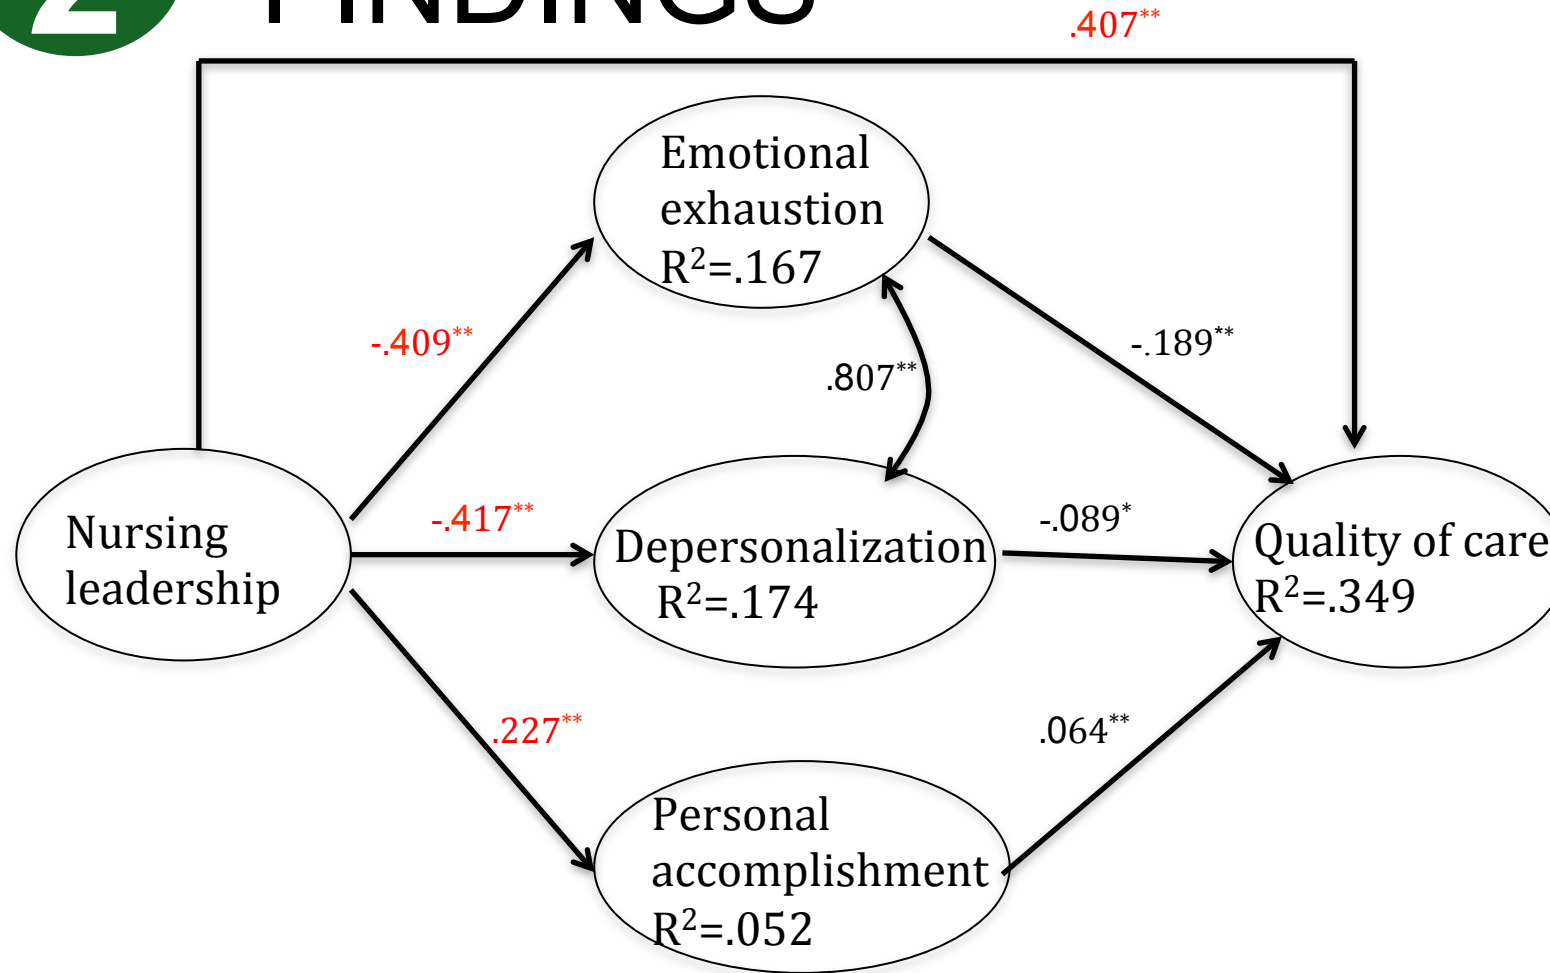 2 FINDINGS
.407**
Emotional
exhaustion
R²=.167
-.409**
-.189**
.807**
Nursing
leadership
-.417**
Depersonalization
R²=.174
-.089*
Quality of care
R²=.349
.227**
.064**
Personal
accomplishment
R²=.052